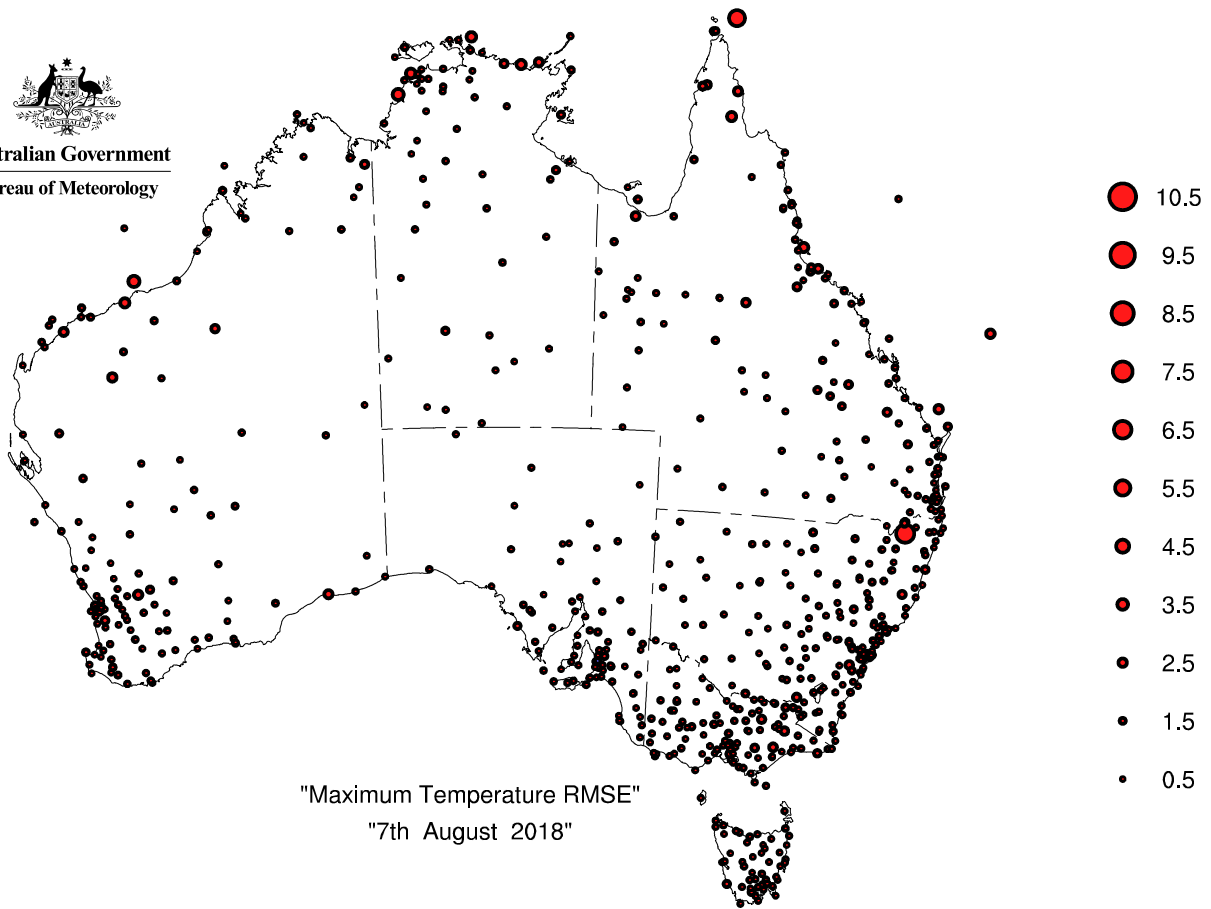 AUSTRALIA
tralian Government
reau of Meteorology
10.5
9.5
8.5
7.5
6.5
5.5
4.5
3.5
2.5
1.5
0.5
"Maximum Temperature RMSE"
"7th August 2018"